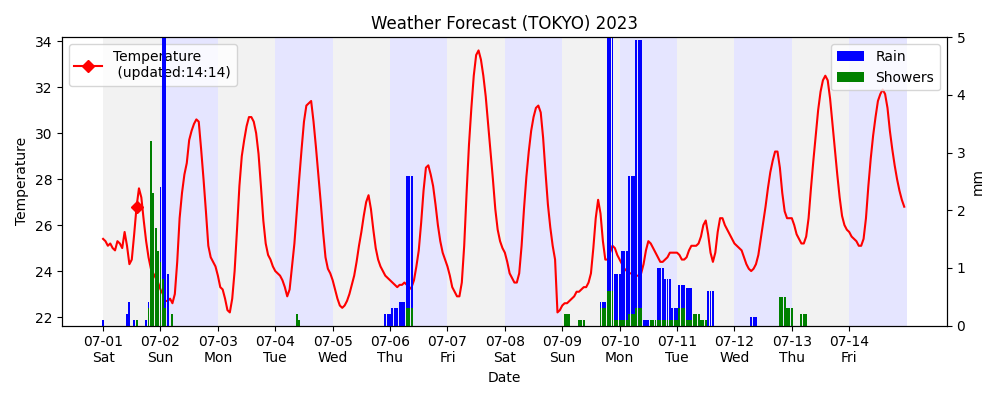 Weather Forecast (TOKYO) 2023
Temperature
(updated:14:14)
Rain
Showers
34
32
30
28
26
24
22
Temperature
5
4
3
2
1
0
mm
07-01 07-02 07-03 07-04 07-05 07-06 07-07 07-08 07-09 07-10 07-11 07-12 07-13 07-14
Sat Sun Mon Tue Wed Thu Fri Sat Sun Mon Tue Wed Thu Fri
Date